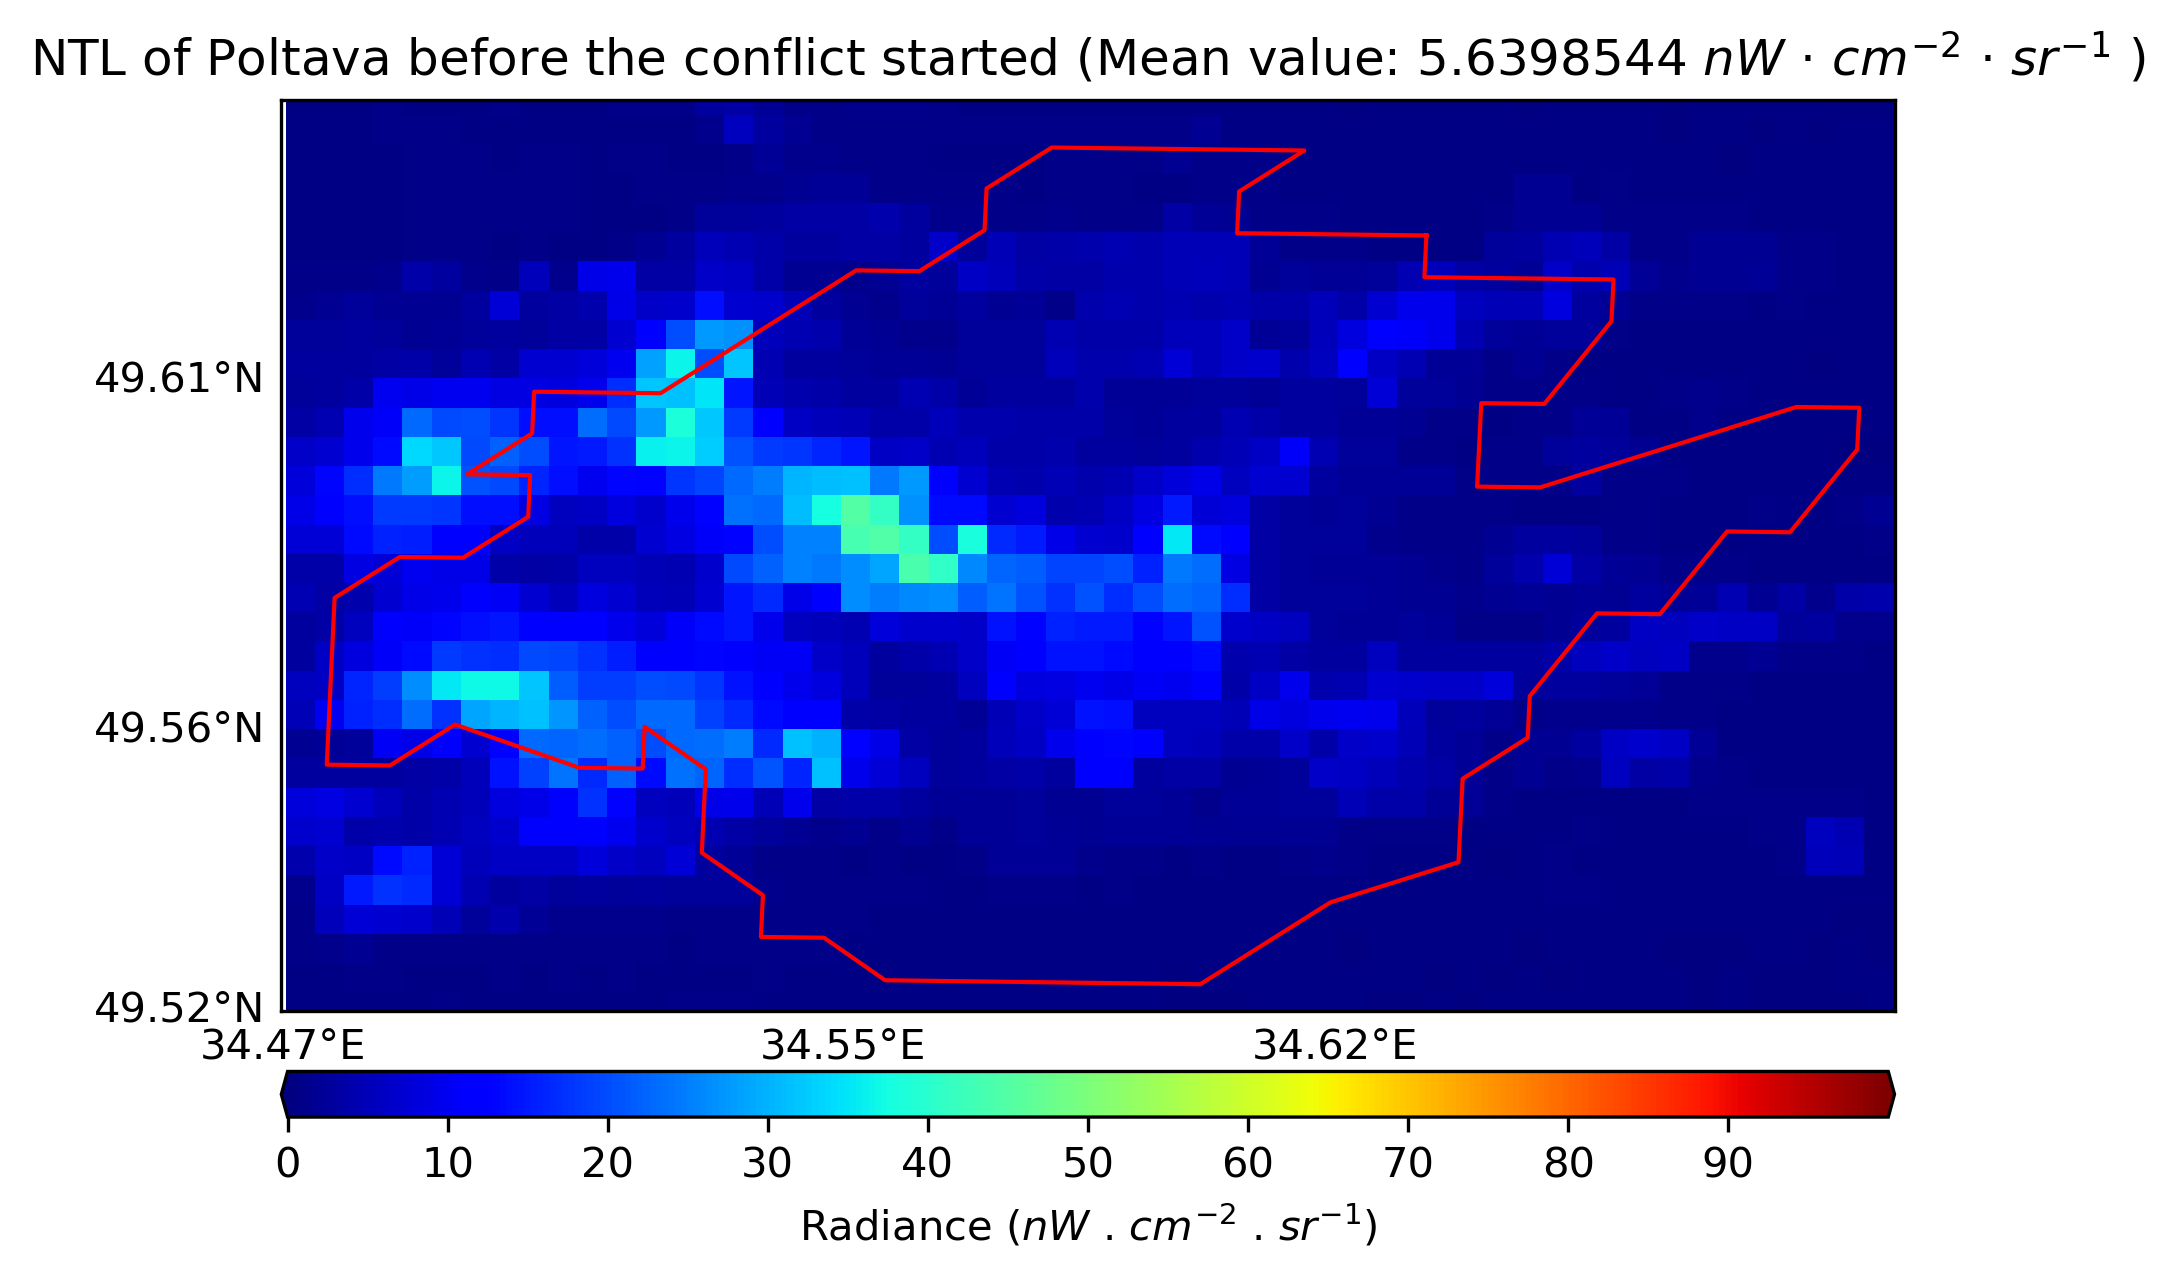 NTL of Poltava before the conflict started (Mean value: 5.6398544 nW · cm⁻² · sr⁻¹ )
49.61°N
49.56°N
49.52°N
34.47°E 34.55°E 34.62°E
0 10 20 30 40 50 60 70 80 90
Radiance (nW . cm⁻² . sr⁻¹)